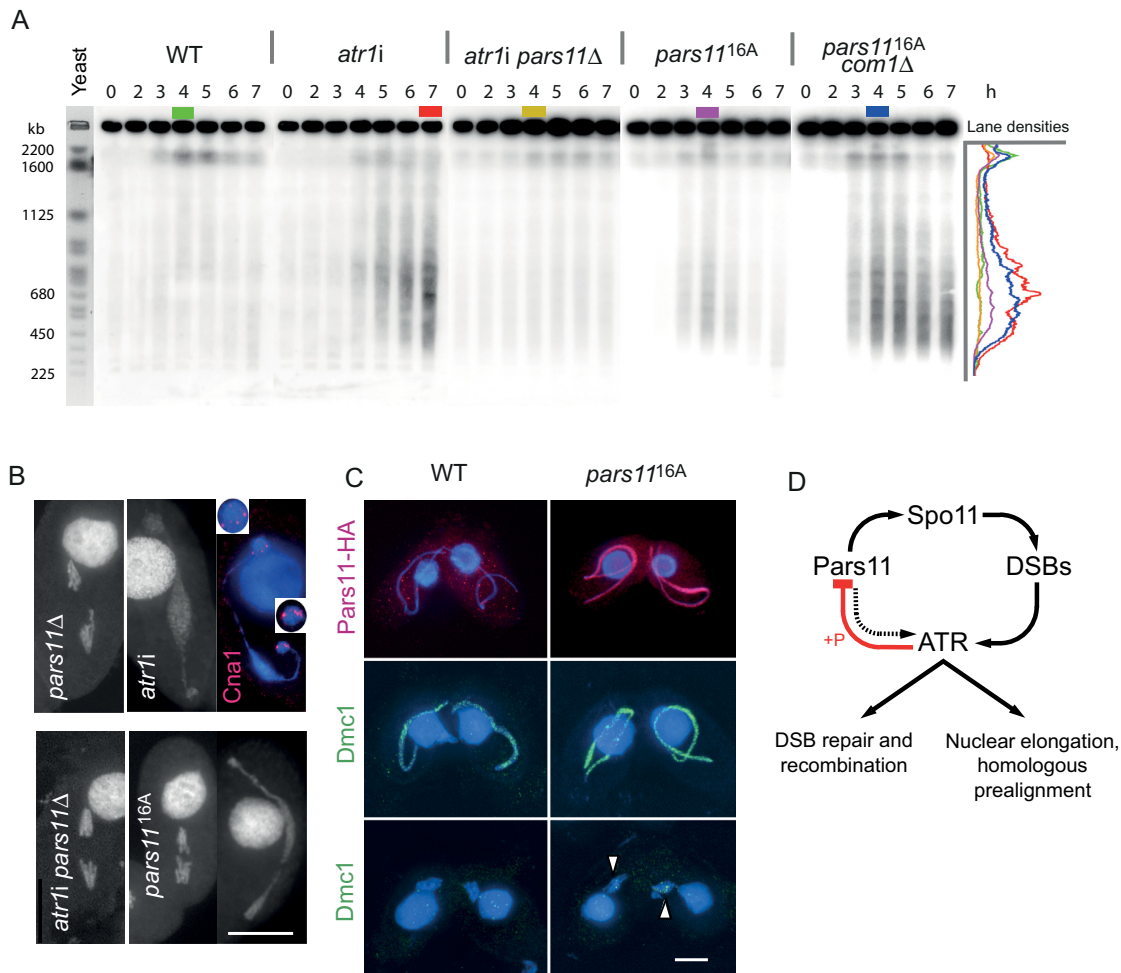 A
Yeast
WT
atr1i
atr1i pars11Δ
pars11^16A
pars11^16A
com1Δ
0 2 3 4 5 6 7
0 2 3 4 5 6 7
0 2 3 4 5 6 7
0 2 3 4 5 6 7
0 2 3 4 5 6 7
h
kb
Lane densities
2200
1600
1125
680
450
225
B
pars11Δ
atr1i
Cna1
atr1i pars11Δ
pars11^16A
C
WT
pars11^16A
Pars11-HA
Dmc1
Dmc1
D
Spo11
Pars11
DSBs
+P
ATR
DSB repair and
recombination
Nuclear elongation,
homologous
prealignment